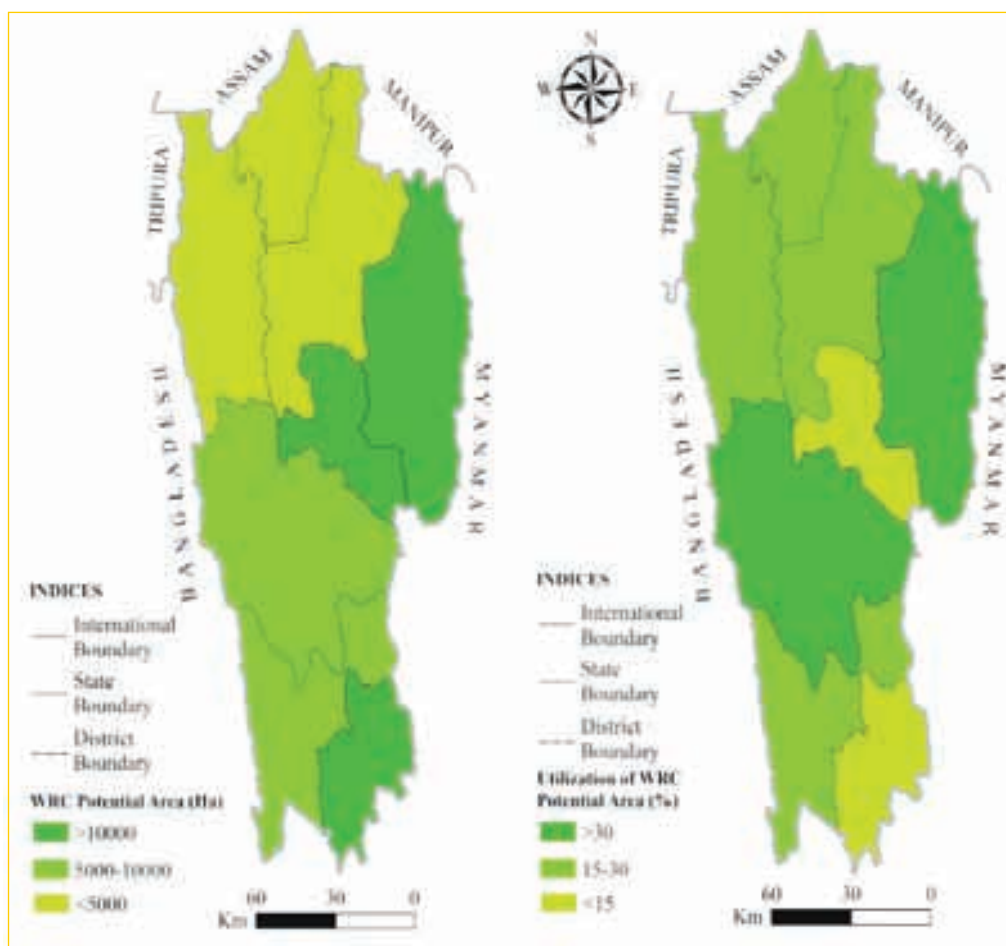 ASSAM
MANIPUR
TRIPURA
BANGLADESH
MYANMAR
INDICES
International
Boundary
State
Boundary
District
Boundary
WRC Potential Area (Ha)
>10000
5000-10000
<5000
60 30 0
Km
N
W E
S
ASSAM
MANIPUR
TRIPURA
BANGLADESH
MYANMAR
INDICES
International
Boundary
State
Boundary
District
Boundary
Utilization of WRC
Potential Area (%)
>30
15-30
<15
60 30 0
Km